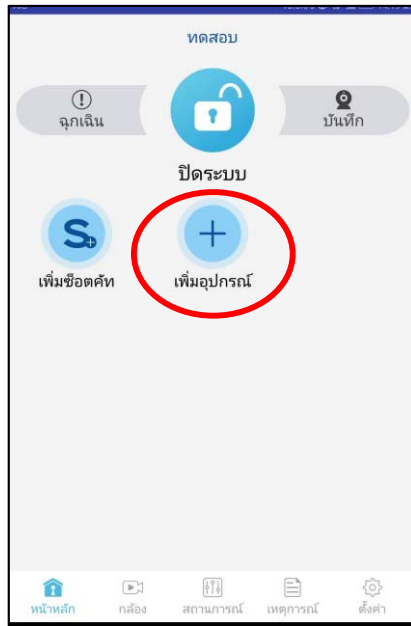 ทดสอบ
ฉุกเฉิน
บันทึก
ปิดระบบ
S
เพิ่มช็อตคัท
เพิ่มอุปกรณ์
หน้าหลัก กล้อง สถานการณ์ เหตุการณ์ ตั้งค่า